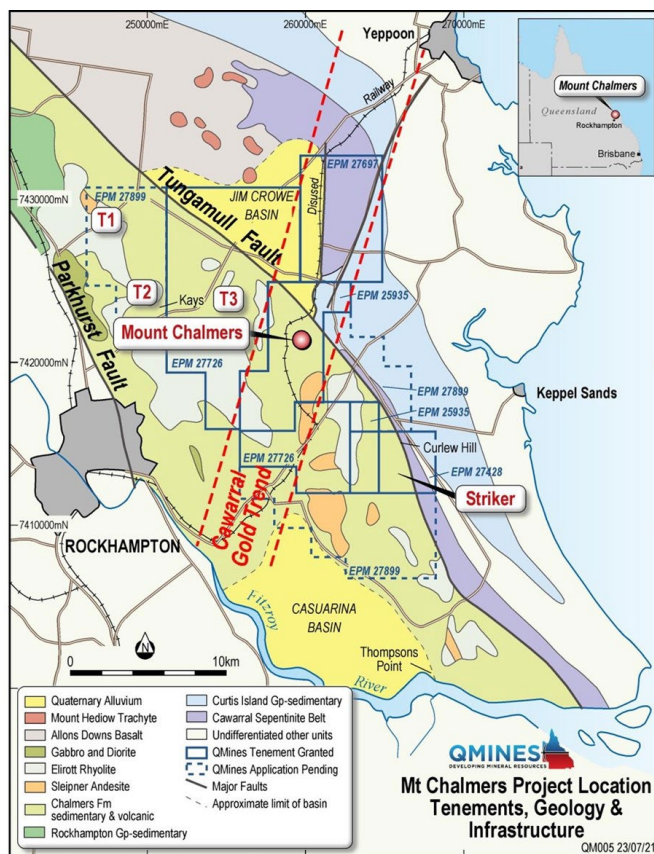 250000mE
260000mE
270000mE
Yeppoon
Mount Chalmers
Queensland
Rockhampton
Brisbane
Railway
EPM 27697
7430000mN
EPM 27899
JIM CROWE
BASIN
Disused
Tungamull Fault
T1
T2
T3
Kays
EPM 25935
Parkhurst Fault
Mount Chalmers
7420000mN
EPM 27726
EPM 27899
EPM 25935
Keppel Sands
Curlew Hill
EPM 27726
EPM 27428
Striker
Cawarral
Gold Trend
7410000mN
ROCKHAMPTON
EPM 27899
CASUARINA
BASIN
Fitzroy
River
Thompsons
Point
N
0
10km
Quaternary Alluvium
Mount Hediow Trachyte
Allons Downs Basalt
Gabbro and Diorite
Elirott Rhyolite
Sleipner Andesite
Chalmers Fm
sedimentary & volcanic
Rockhampton Gp-sedimentary
Curtis Island Gp-sedimentary
Cawarral Sepentinite Belt
Undifferentiated other units
QMines Tenement Granted
QMines Application Pending
Major Faults
Approximate limit of basin
QMINES
DEVELOPING MINERAL RESOURCES
Mt Chalmers Project Location
Tenements, Geology &
Infrastructure
QM005 23/07/21